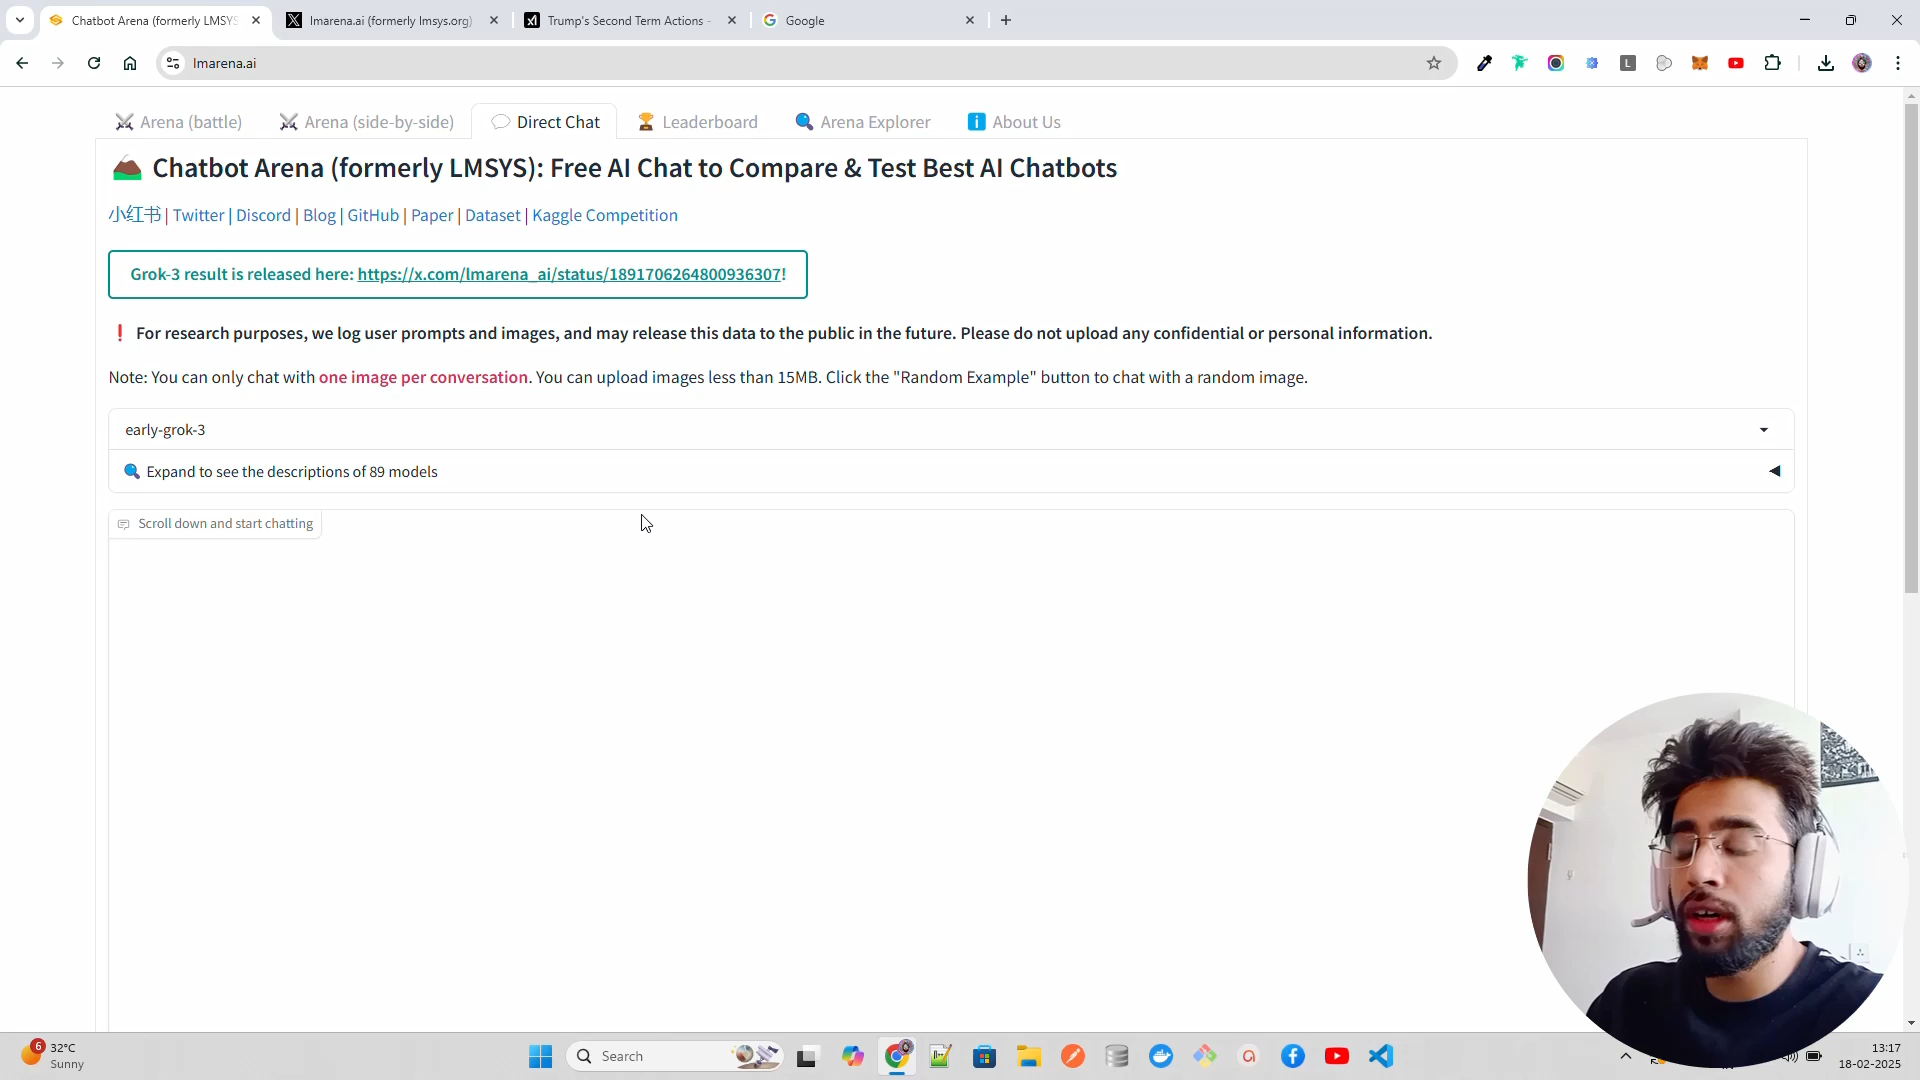 Chatbot Arena (formerly LMSYS
lmarena.ai (formerly lmsys.org)
Trump's Second Term Actions -
Google
lmarena.ai
Arena (battle)
Arena (side-by-side)
Direct Chat
Leaderboard
Arena Explorer
About Us
Chatbot Arena (formerly LMSYS): Free AI Chat to Compare & Test Best AI Chatbots
小红书 | Twitter | Discord | Blog | GitHub | Paper | Dataset | Kaggle Competition
Grok-3 result is released here: https://x.com/lmarena_ai/status/1891706264800936307!
❗ For research purposes, we log user prompts and images, and may release this data to the public in the future. Please do not upload any confidential or personal information.
Note: You can only chat with one image per conversation. You can upload images less than 15MB. Click the "Random Example" button to chat with a random image.
early-grok-3
Expand to see the descriptions of 89 models
Scroll down and start chatting
6
32°C
Sunny
Search
13:17
18-02-2025